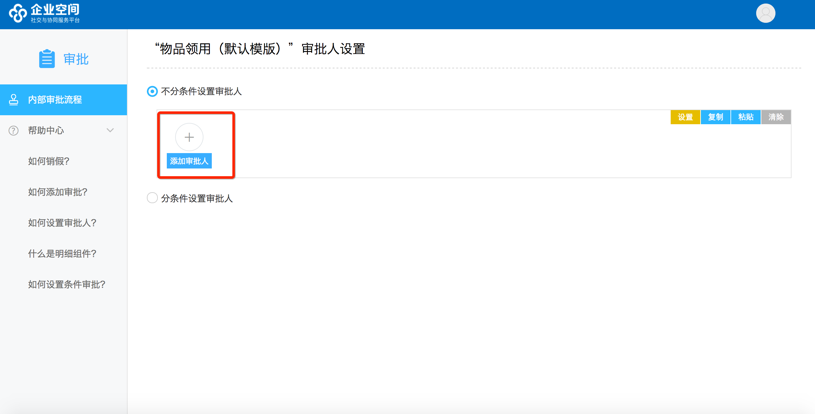 企业空间
社交与协同服务平台
审批
内部审批流程
帮助中心
如何销假?
如何添加审批?
如何设置审批人?
什么是明细组件?
如何设置条件审批?
“物品领用（默认模版）”审批人设置
不分条件设置审批人
设置 复制 粘贴 清除
添加审批人
分条件设置审批人